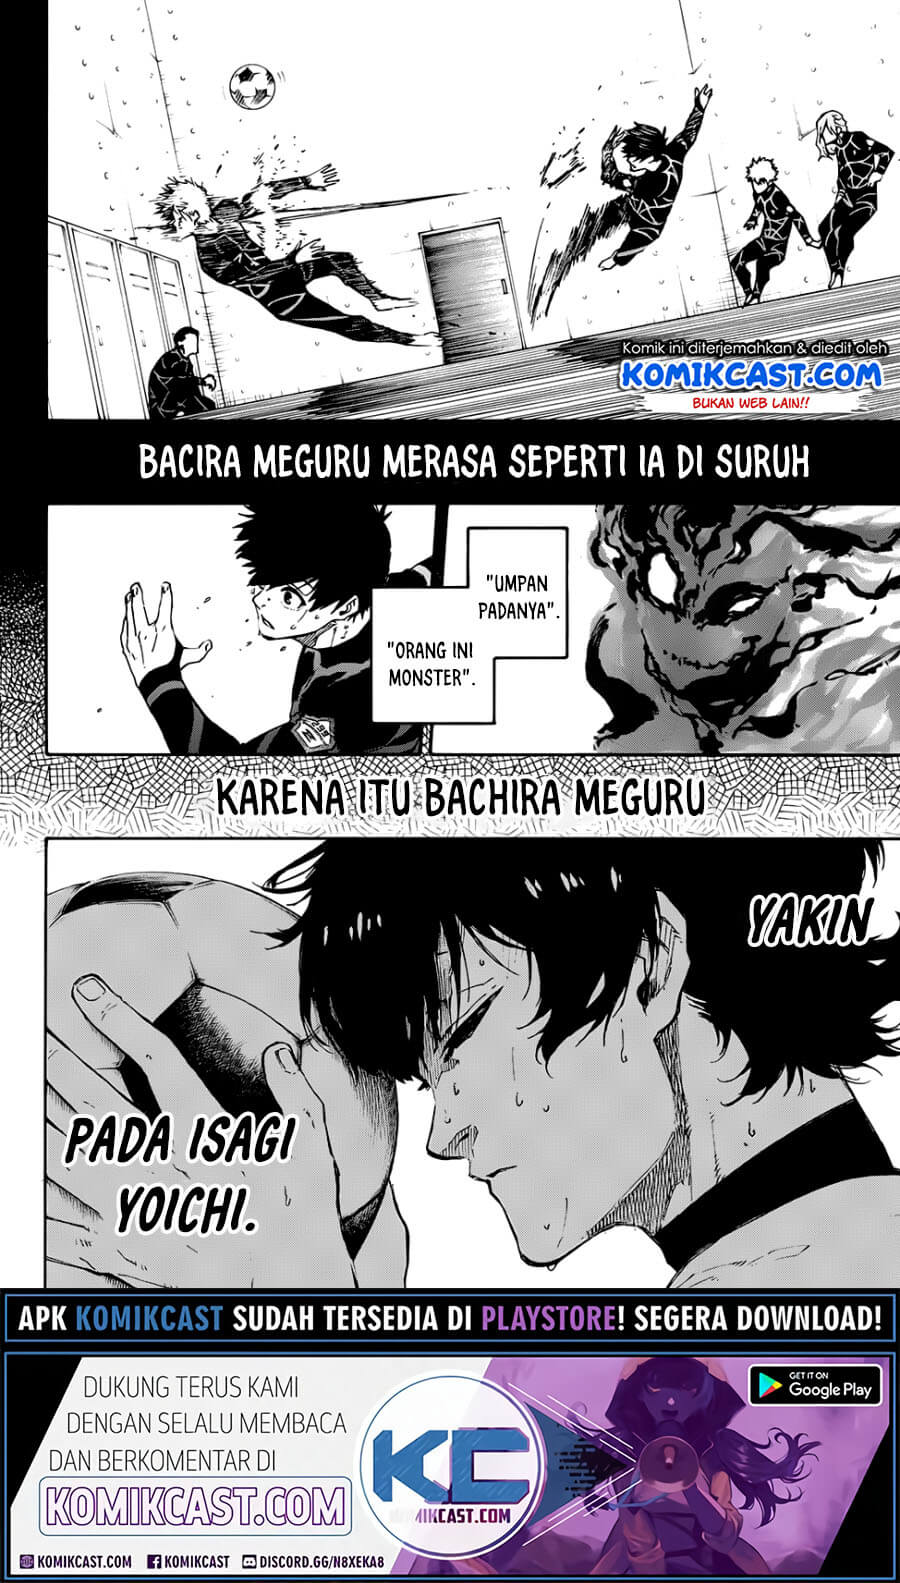 Komik ini diterjemahkan & diedit oleh
KOMIKCAST.COM
BUKAN WEB LAIN!!
BACIRA MEGURU MERASA SEPERTI IA DI SURUH
"UMPAN
PADANYA".
"ORANG INI
MONSTER".
KARENA ITU BACHIRA MEGURU
YAKIN
PADA ISAGI
YOICHI.
APK KOMIKCAST SUDAH TERSEDIA DI PLAYSTORE! SEGERA DOWNLOAD!
DUKUNG TERUS KAMI
DENGAN SELALU MEMBACA
DAN BERKOMENTAR DI
KOMIKCAST.COM
KOMIKCAST.COM KOMIKCAST DISCORD.GG/N8XEKA8
KC
KOMIKCAST.COM
GET IT ON
Google Play